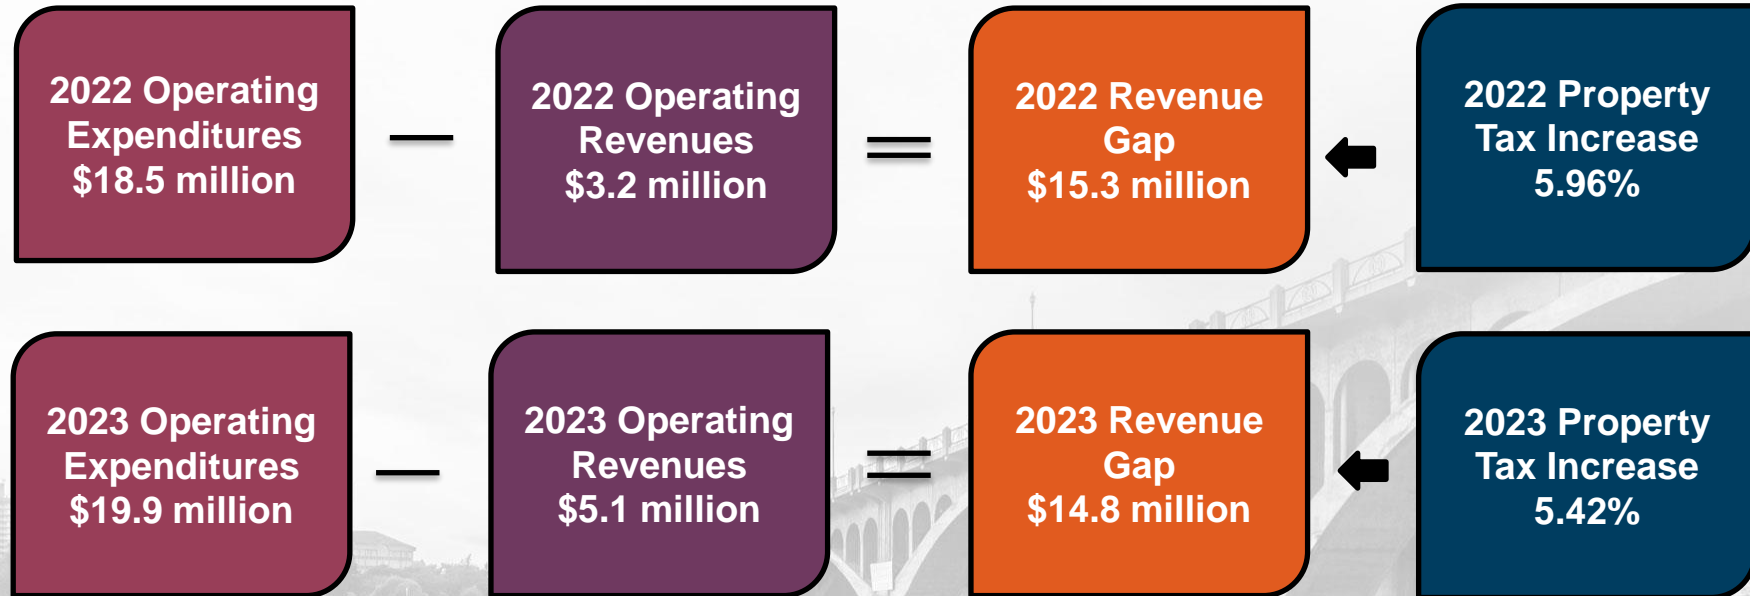 2022 Operating
Expenditures
$18.5 million
—
2022 Operating
Revenues
$3.2 million
=
2022 Revenue
Gap
$15.3 million
2022 Property
Tax Increase
5.96%
2023 Operating
Expenditures
$19.9 million
—
2023 Operating
Revenues
$5.1 million
=
2023 Revenue
Gap
$14.8 million
2023 Property
Tax Increase
5.42%